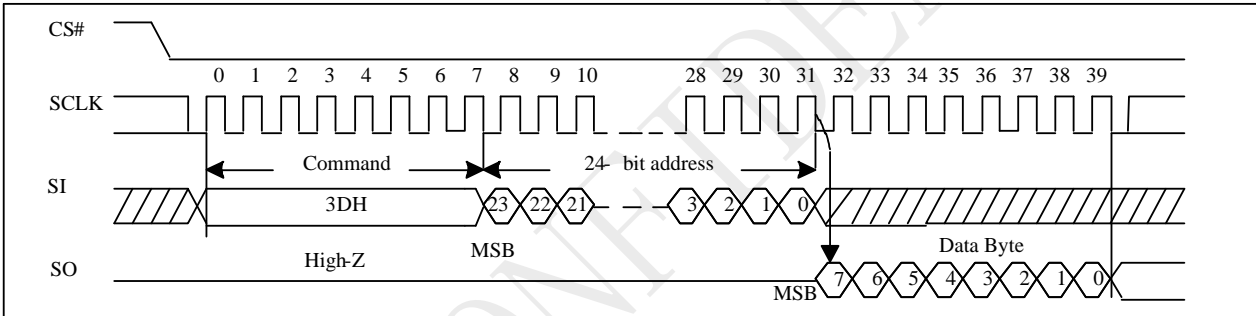 CS#
0 1 2 3 4 5 6 7 8 9 10 28 29 30 31 32 33 34 35 36 37 38 39
SCLK
Command 24- bit address
SI
3DH 23 22 21 3 2 1 0
MSB Data Byte
High-Z
SO
MSB 7 6 5 4 3 2 1 0